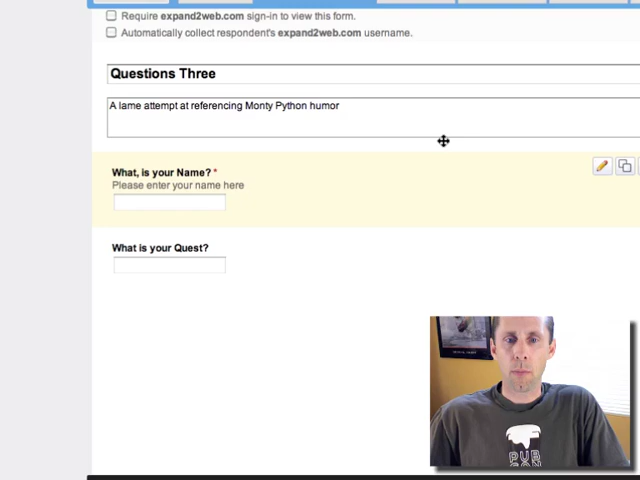 Require expand2web.com sign-in to view this form.
Automatically collect respondent's expand2web.com username.
Questions Three
A lame attempt at referencing Monty Python humor
What, is your Name? *
Please enter your name here
What is your Quest?
PUB